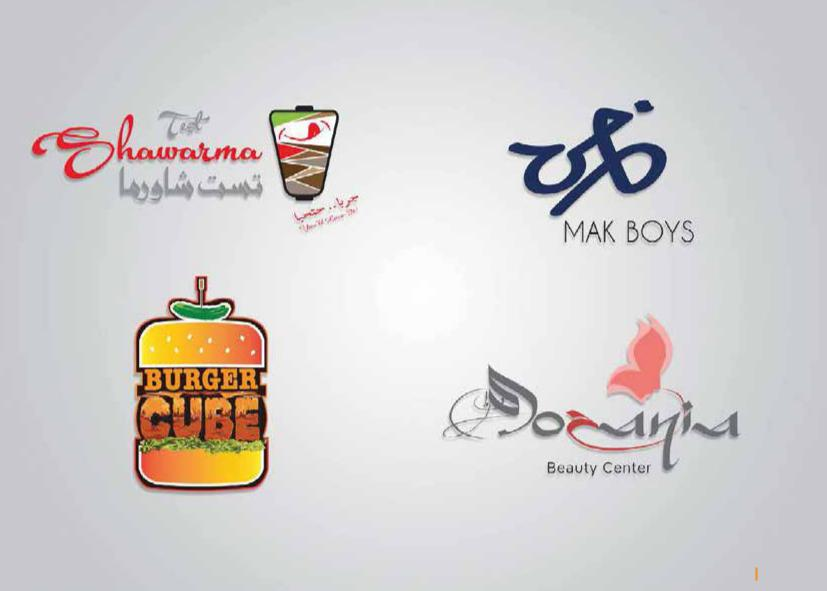 Test
Shawarma
تست شاورما
MAK BOYS
BURGER
CUBE
Beauty Center